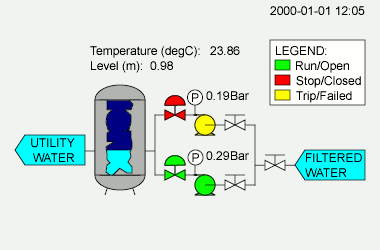 2000-01-01 12:05
Temperature (degC): 23.86
Level (m): 0.98
LEGEND:
Run/Open
Stop/Closed
Trip/Failed
P 0.19Bar
P 0.29Bar
UTILITY
WATER
FILTERED
WATER